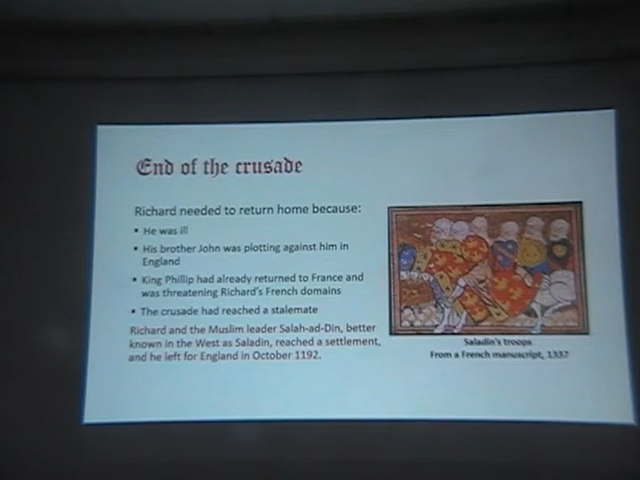 End of the crusade
Richard needed to return home because:
▪ He was ill
▪ His brother John was plotting against him in
England
▪ King Phillip had already returned to France and
was threatening Richard's French domains
▪ The crusade had reached a stalemate
Richard and the Muslim leader Salah-ad-Din, better
known in the West as Saladin, reached a settlement,
and he left for England in October 1192.
Saladin's troops
From a French manuscript, 1337